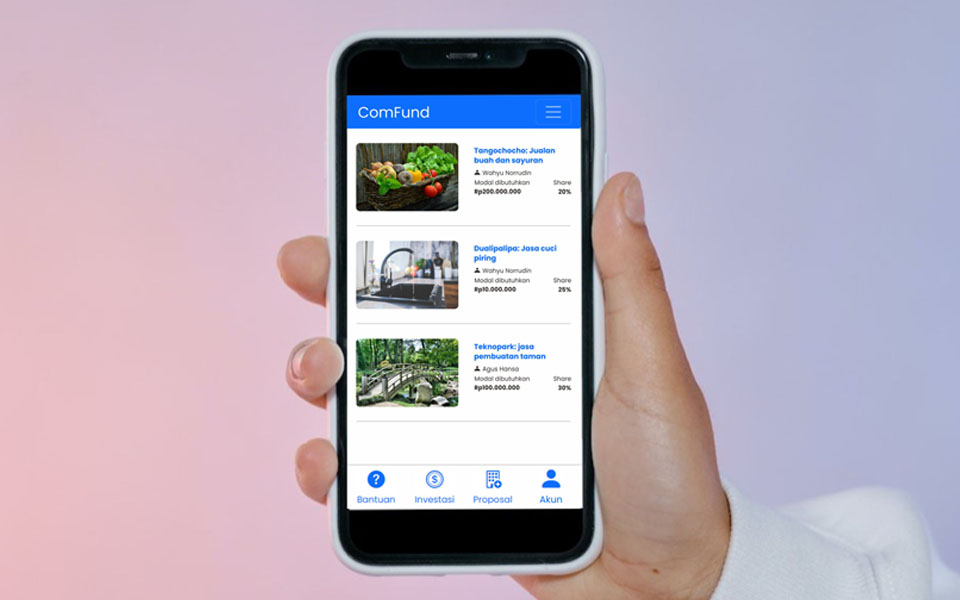 ComFund
Tangochocho: Jualan
buah dan sayuran
Wahyu Norrudin
Modal dibutuhkan Share
Rp200.000.000 20%
Dualipalipa: Jasa cuci
piring
Wahyu Norrudin
Modal dibutuhkan Share
Rp10.000.000 25%
Teknopark: jasa
pembuatan taman
Agus Hansa
Modal dibutuhkan Share
Rp100.000.000 30%
Bantuan Investasi Proposal Akun